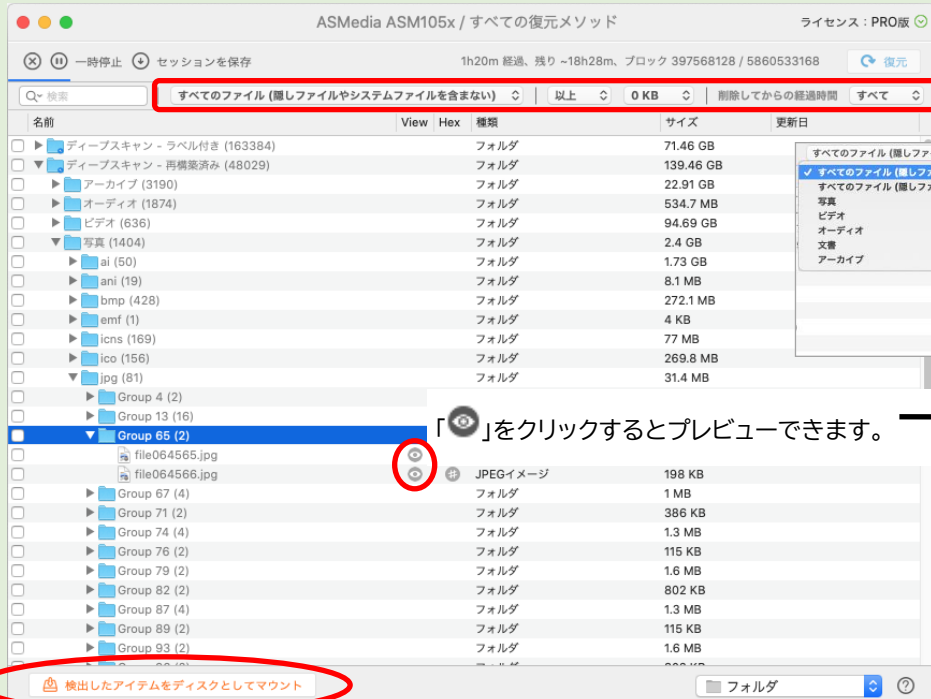 ASMedia ASM105x / すべての復元メソッド
ライセンス：PRO版
一時停止 セッションを保存 1h20m 経過、残り ~18h28m、ブロック 397568128 / 5860533168 復元
検索 すべてのファイル (隠しファイルやシステムファイルを含まない) 以上 0 KB 削除してからの経過時間 すべて
名前 View Hex 種類 サイズ 更新日
ディープスキャン - ラベル付き (163384) フォルダ 71.46 GB
ディープスキャン - 再構築済み (48029) フォルダ 139.46 GB
アーカイブ (3190) フォルダ 22.91 GB
オーディオ (1874) フォルダ 534.7 MB
ビデオ (636) フォルダ 94.69 GB
写真 (1404) フォルダ 2.4 GB
ai (50) フォルダ 1.73 GB
ani (19) フォルダ 8.1 MB
bmp (428) フォルダ 272.1 MB
emf (1) フォルダ 4 KB
icns (169) フォルダ 77 MB
ico (156) フォルダ 269.8 MB
jpg (81) フォルダ 31.4 MB
Group 4 (2)
Group 13 (16)
Group 65 (2)
file064565.jpg
file064566.jpg JPEGイメージ 198 KB
Group 67 (4) フォルダ 1 MB
Group 71 (2) フォルダ 386 KB
Group 74 (4) フォルダ 1.3 MB
Group 76 (2) フォルダ 115 KB
Group 79 (2) フォルダ 1.6 MB
Group 82 (2) フォルダ 802 KB
Group 87 (4) フォルダ 1.3 MB
Group 89 (2) フォルダ 115 KB
Group 93 (2) フォルダ 1.6 MB
すべてのファイル (隠しファ
✓ すべてのファイル (隠しファ
すべてのファイル (隠しファ
写真
ビデオ
オーディオ
文書
アーカイブ
「」をクリックするとプレビューできます。
検出したアイテムをディスクとしてマウント
フォルダ